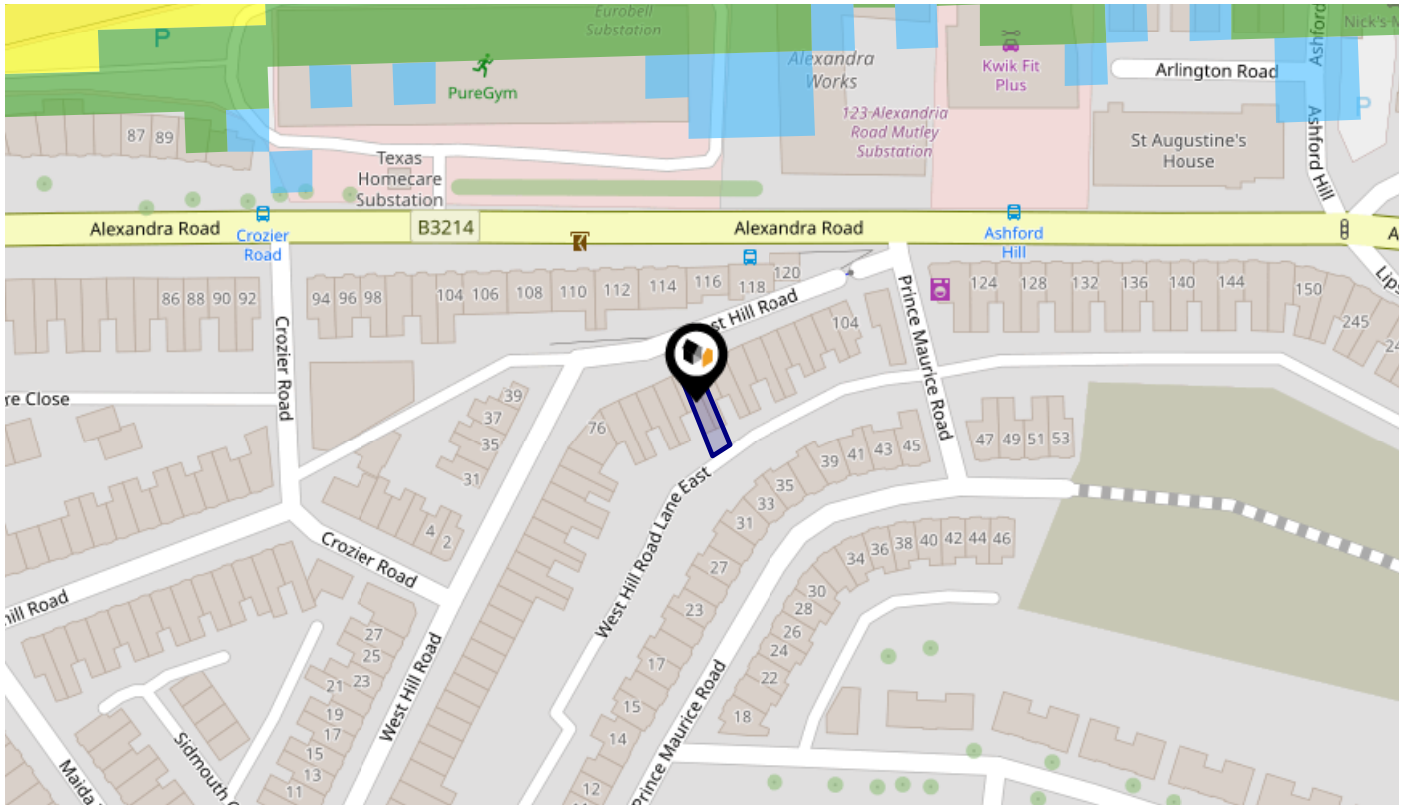 Eurobell
Substation
P
PureGym
Alexandra
Works
Kwik Fit
Plus
Arlington Road
Ashford
Nick's
P
123 Alexandria
Road Mutley
Substation
St Augustine's
House
Ashford Hill
87 89
Texas
Homecare
Substation
Alexandra Road
B3214
Alexandra Road
A
Crozier
Road
Ashford
Hill
86 88 90 92
94 96 98
104 106 108 110 112 114 116 118 120
124 128 132 136 140 144 150
245
24
Lips
Crozier Road
st Hill Road
104
Prince Maurice Road
re Close
39
37
35
31
76
47 49 51 53
39 41 43 45
35
33
31
27
23
17
15
14
12
West Hill Road Lane East
4 2
Crozier Road
34 36 38 40 42 44 46
30
28
26
24
22
18
hill Road
27
25
23
21
19
17
15
13
11
West Hill Road
Prince Maurice Road
Sidmouth
Maida